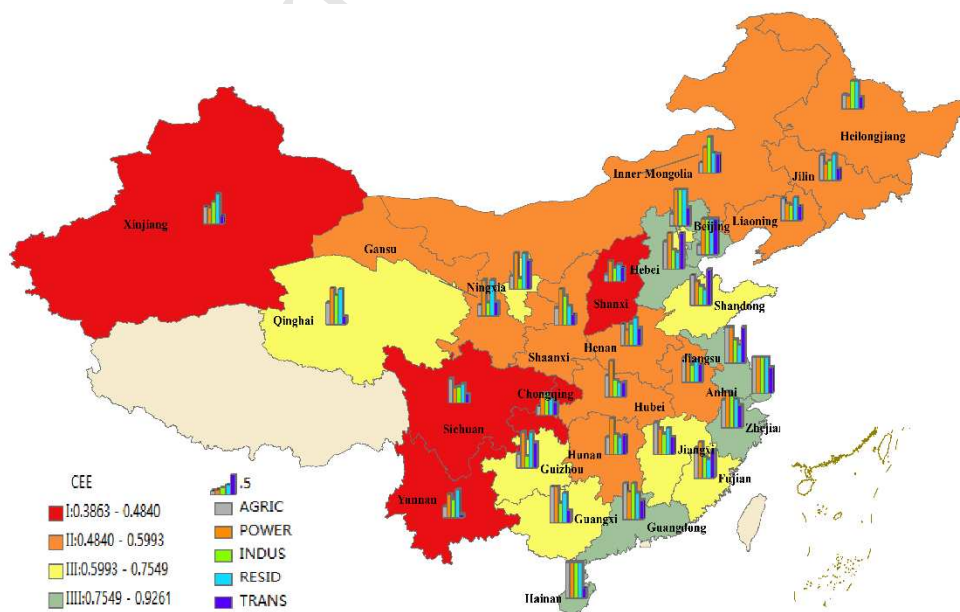 Heilongjiang
Inner Mongolia
Jilin
Xinjiang
Beijing
Liaoning
Gansu
Hebei
Ningxia
Shanxi
Shandong
Qinghai
Henan
Shaanxi
Jiangsu
Chongqing
Anhui
Hubei
Sichuan
Zhejian
Hunan
Jiangxi
Guizhou
Fujian
Yunnan
Guangxi
Guangdong
Hainan
CEE
I:0.3863 - 0.4840
II:0.4840 - 0.5993
III:0.5993 - 0.7549
IIII:0.7549 - 0.9261
.5
AGRIC
POWER
INDUS
RESID
TRANS